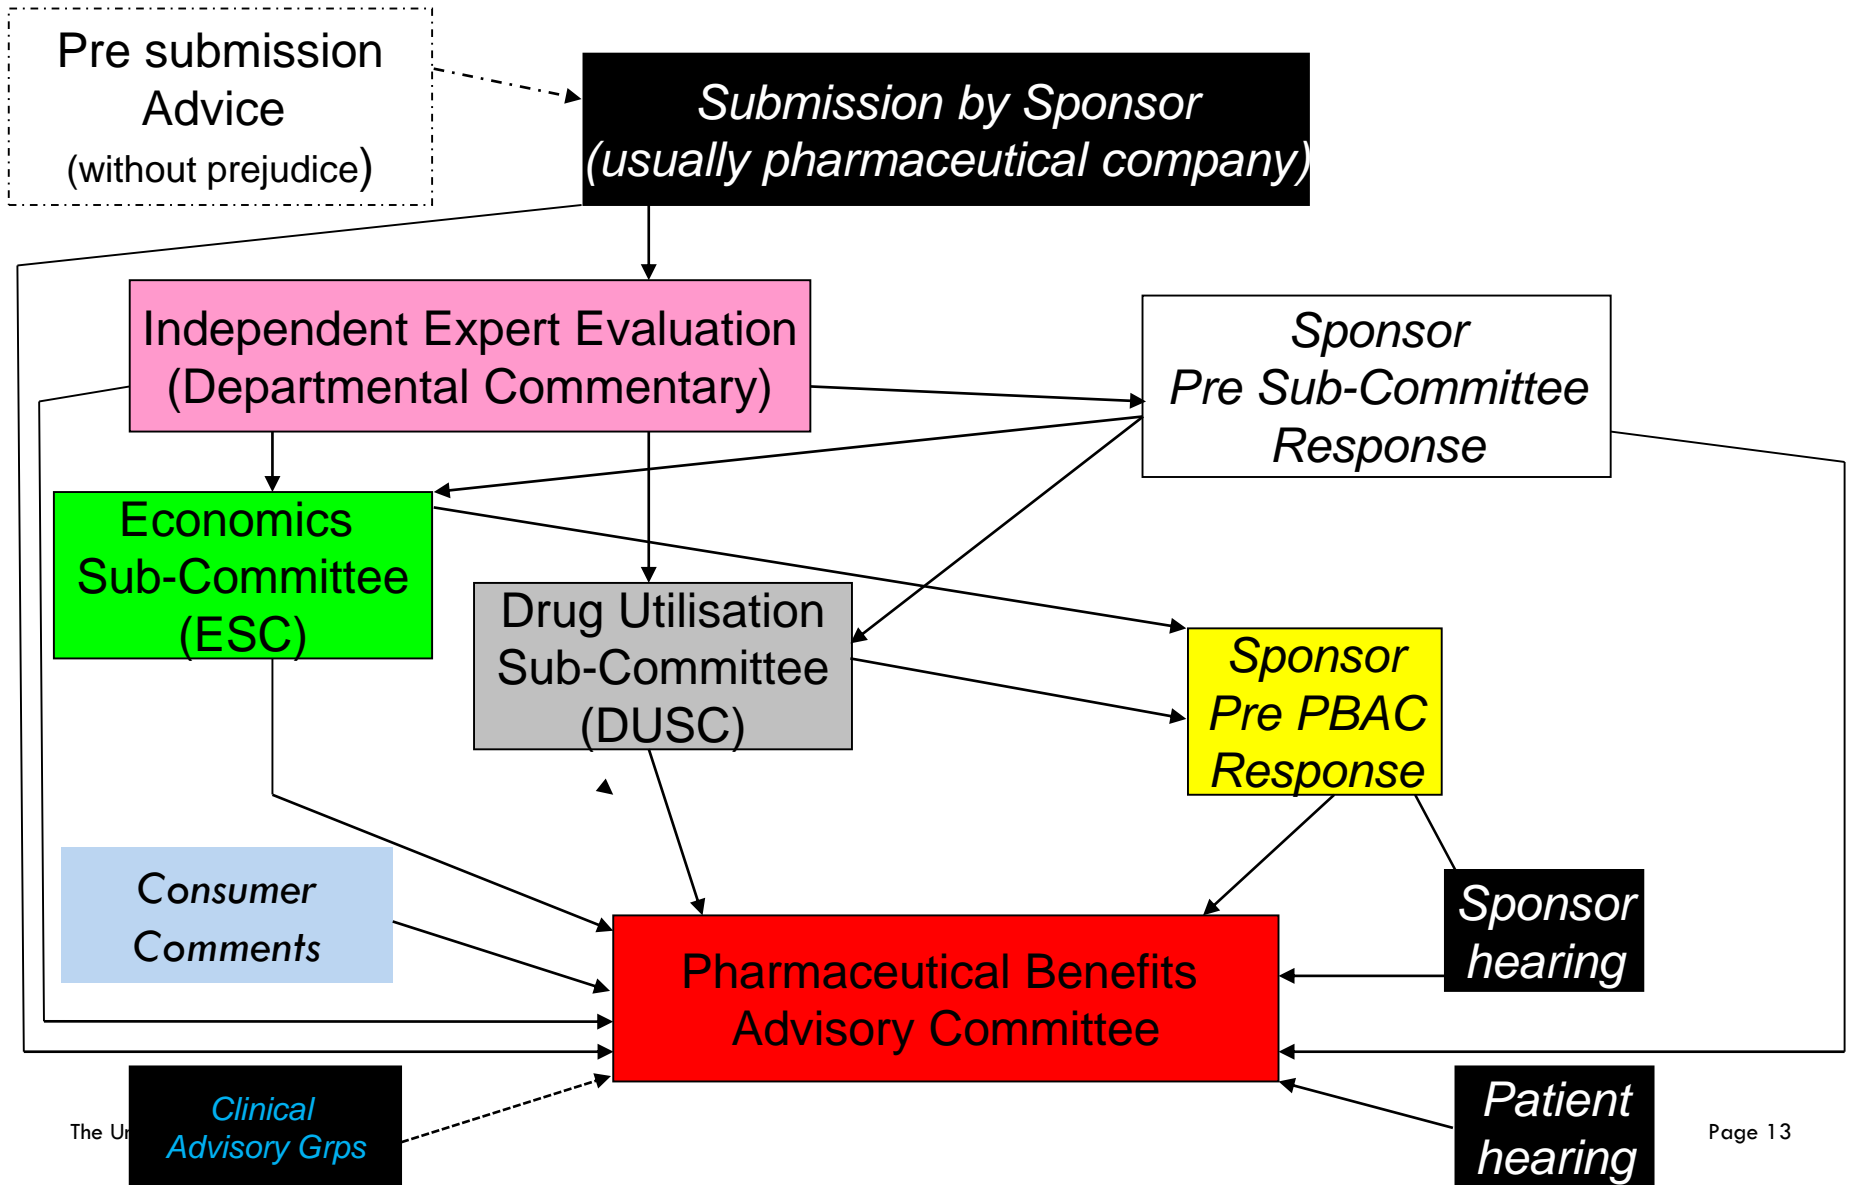 Pre submission
Advice
(without prejudice)
Submission by Sponsor
(usually pharmaceutical company)
Independent Expert Evaluation
(Departmental Commentary)
Sponsor
Pre Sub-Committee
Response
Economics
Sub-Committee
(ESC)
Drug Utilisation
Sub-Committee
(DUSC)
Sponsor
Pre PBAC
Response
Consumer
Comments
Sponsor
hearing
Pharmaceutical Benefits
Advisory Committee
Clinical
Advisory Grps
Patient
hearing
The
Page 13